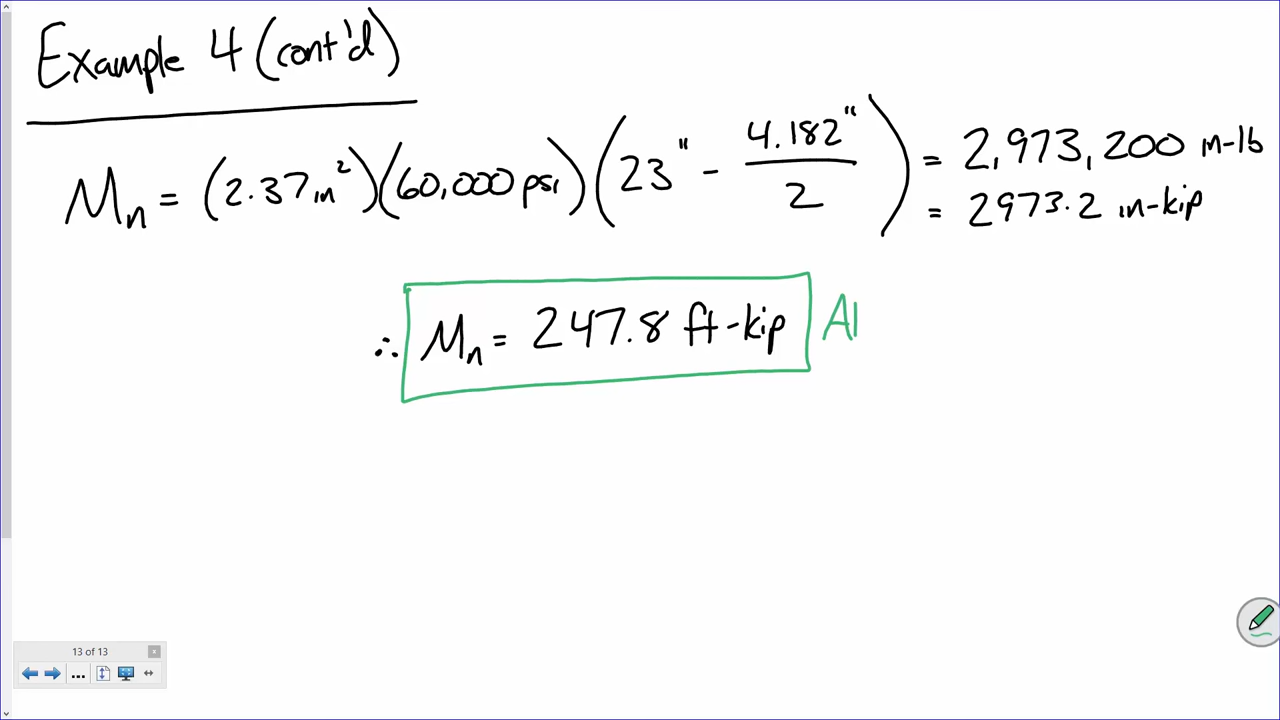 Example 4 (cont'd)
Mn = (2.37 in²)(60,000 psi)(23" - 4.182"/2) = 2,973,200 in-lb
= 2973.2 in-kip
∴ Mn = 247.8 ft-kip Al
13 of 13